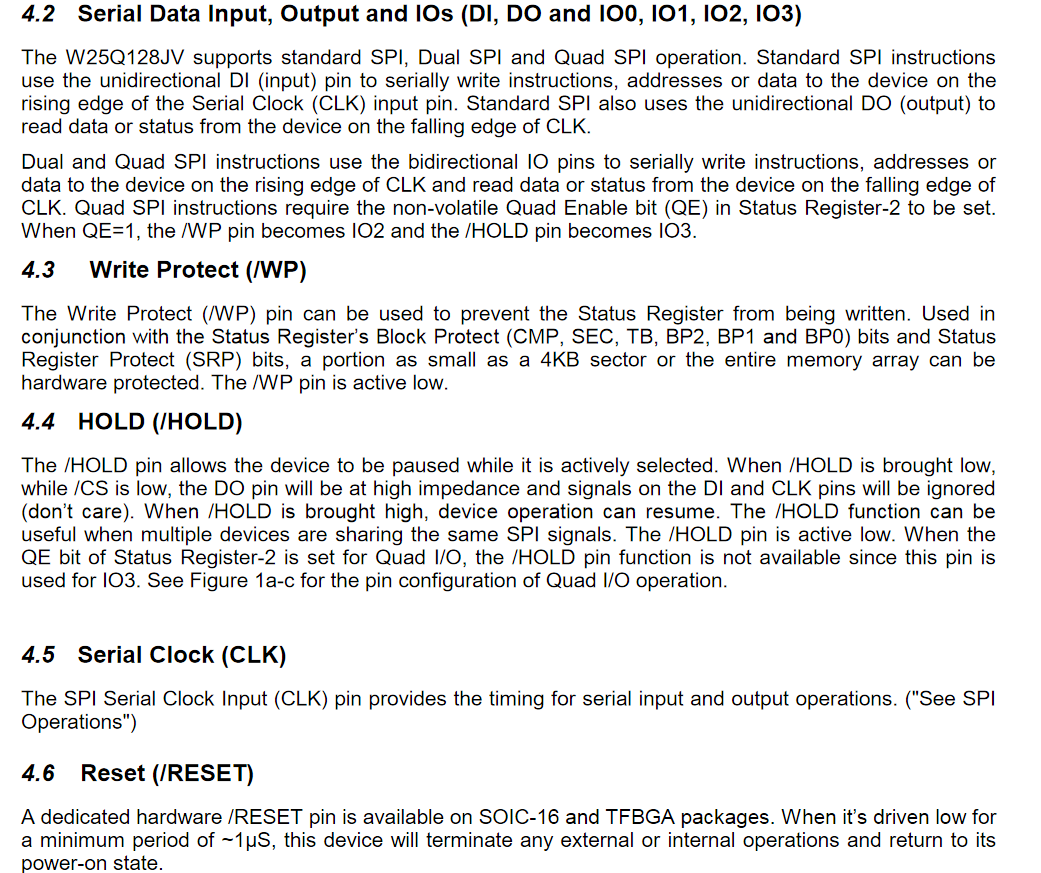 4.2 Serial Data Input, Output and IOs (DI, DO and IO0, IO1, IO2, IO3)
The W25Q128JV supports standard SPI, Dual SPI and Quad SPI operation. Standard SPI instructions
use the unidirectional DI (input) pin to serially write instructions, addresses or data to the device on the
rising edge of the Serial Clock (CLK) input pin. Standard SPI also uses the unidirectional DO (output) to
read data or status from the device on the falling edge of CLK.
Dual and Quad SPI instructions use the bidirectional IO pins to serially write instructions, addresses or
data to the device on the rising edge of CLK and read data or status from the device on the falling edge of
CLK. Quad SPI instructions require the non-volatile Quad Enable bit (QE) in Status Register-2 to be set.
When QE=1, the /WP pin becomes IO2 and the /HOLD pin becomes IO3.
4.3 Write Protect (/WP)
The Write Protect (/WP) pin can be used to prevent the Status Register from being written. Used in
conjunction with the Status Register’s Block Protect (CMP, SEC, TB, BP2, BP1 and BP0) bits and Status
Register Protect (SRP) bits, a portion as small as a 4KB sector or the entire memory array can be
hardware protected. The /WP pin is active low.
4.4 HOLD (/HOLD)
The /HOLD pin allows the device to be paused while it is actively selected. When /HOLD is brought low,
while /CS is low, the DO pin will be at high impedance and signals on the DI and CLK pins will be ignored
(don’t care). When /HOLD is brought high, device operation can resume. The /HOLD function can be
useful when multiple devices are sharing the same SPI signals. The /HOLD pin is active low. When the
QE bit of Status Register-2 is set for Quad I/O, the /HOLD pin function is not available since this pin is
used for IO3. See Figure 1a-c for the pin configuration of Quad I/O operation.
4.5 Serial Clock (CLK)
The SPI Serial Clock Input (CLK) pin provides the timing for serial input and output operations. ("See SPI
Operations")
4.6 Reset (/RESET)
A dedicated hardware /RESET pin is available on SOIC-16 and TFBGA packages. When it’s driven low for
a minimum period of ~1µS, this device will terminate any external or internal operations and return to its
power-on state.